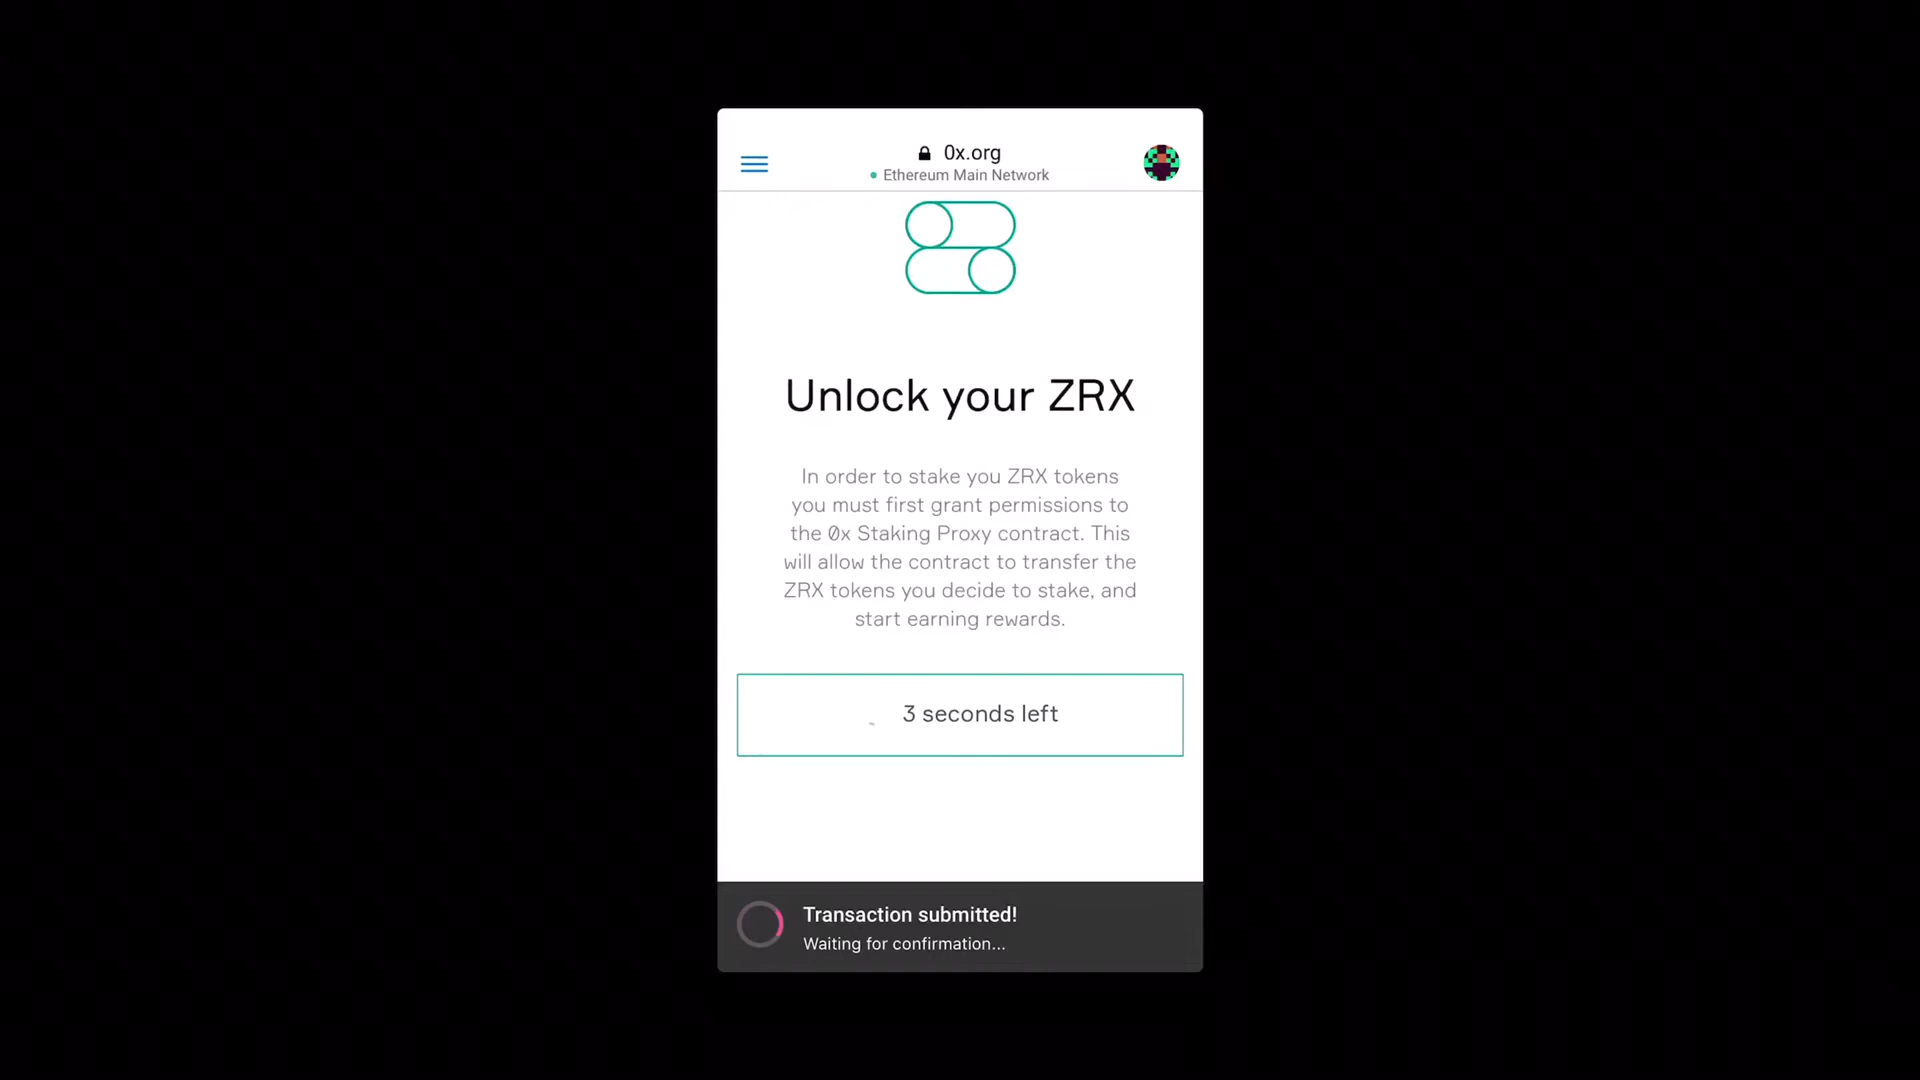 0x.org
Ethereum Main Network
Unlock your ZRX
In order to stake you ZRX tokens
you must first grant permissions to
the 0x Staking Proxy contract. This
will allow the contract to transfer the
ZRX tokens you decide to stake, and
start earning rewards.
3 seconds left
Transaction submitted!
Waiting for confirmation...